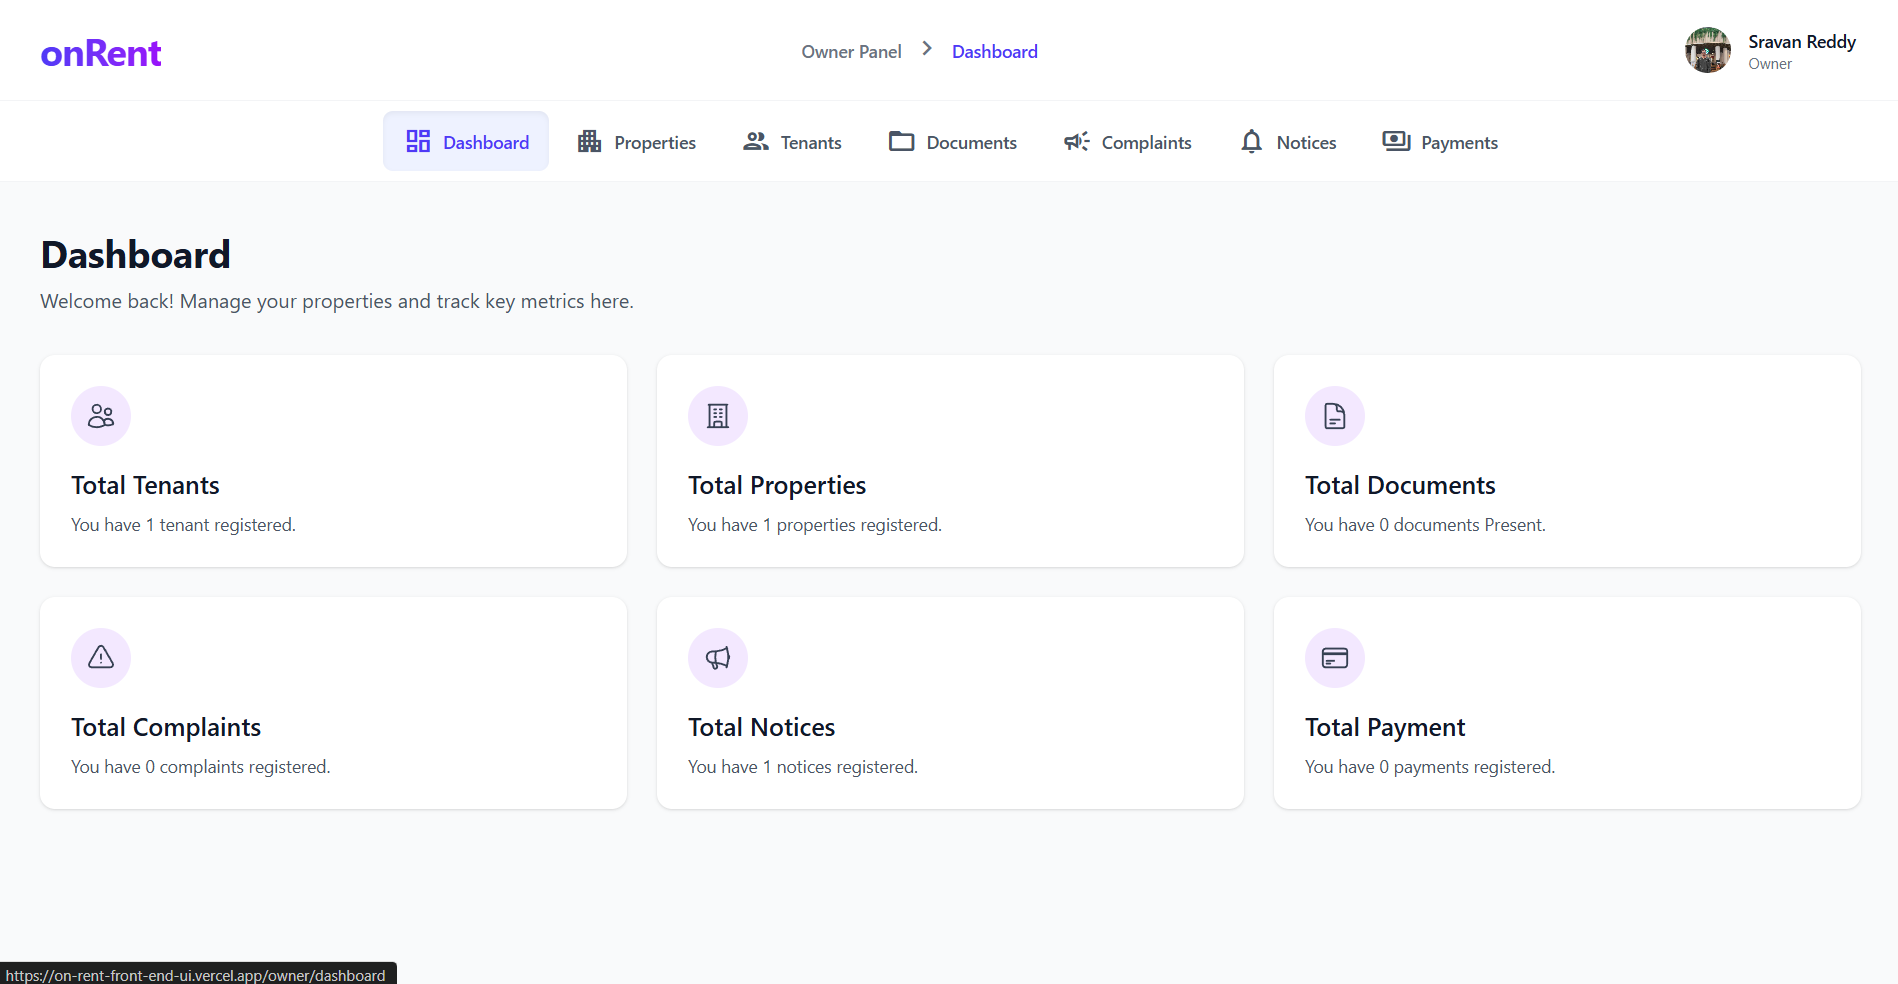 onRent
Owner Panel > Dashboard
Sravan Reddy
Owner
Dashboard Properties Tenants Documents Complaints Notices Payments
Dashboard
Welcome back! Manage your properties and track key metrics here.
Total Tenants
You have 1 tenant registered.
Total Properties
You have 1 properties registered.
Total Documents
You have 0 documents Present.
Total Complaints
You have 0 complaints registered.
Total Notices
You have 1 notices registered.
Total Payment
You have 0 payments registered.
https://on-rent-front-end-ui.vercel.app/owner/dashboard